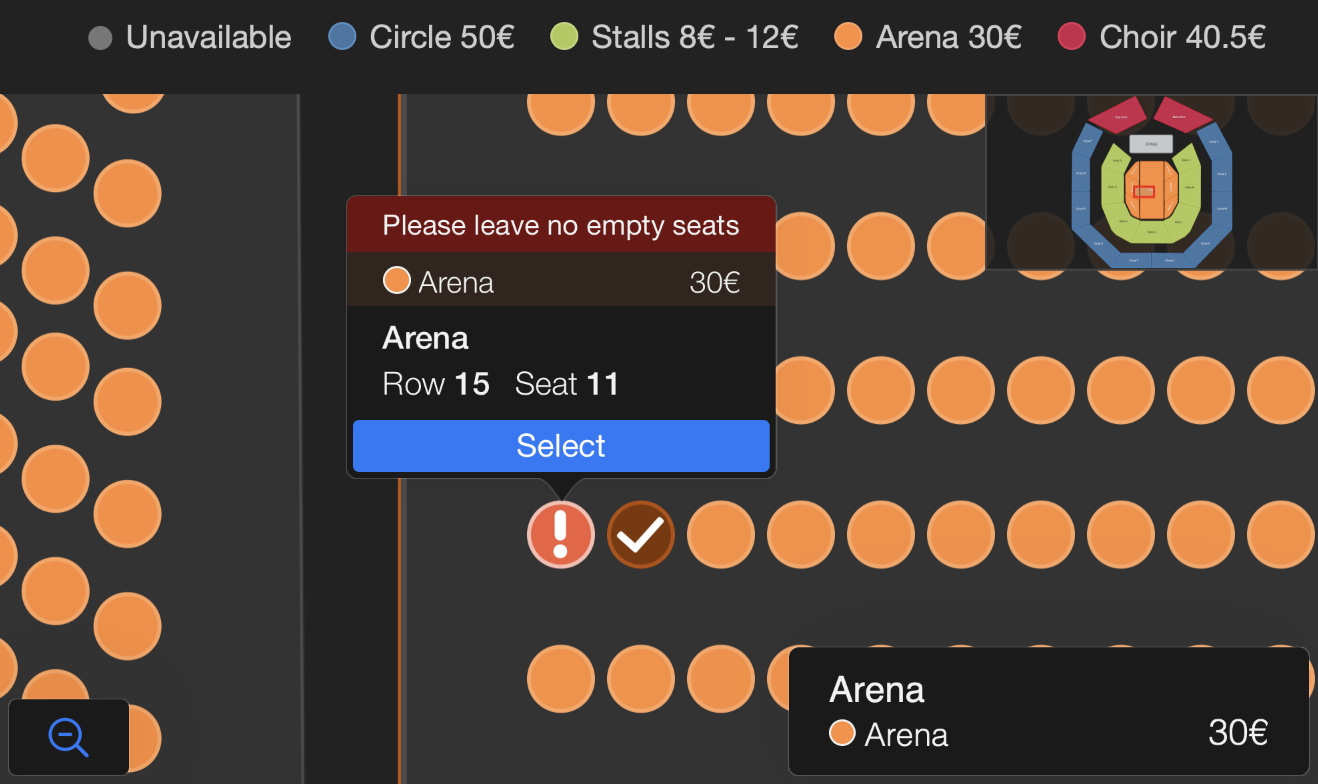 Unavailable
Circle 50€
Stalls 8€ - 12€
Arena 30€
Choir 40.5€
Please leave no empty seats
Arena 30€
Arena
Row 15 Seat 11
Select
Arena
Arena 30€